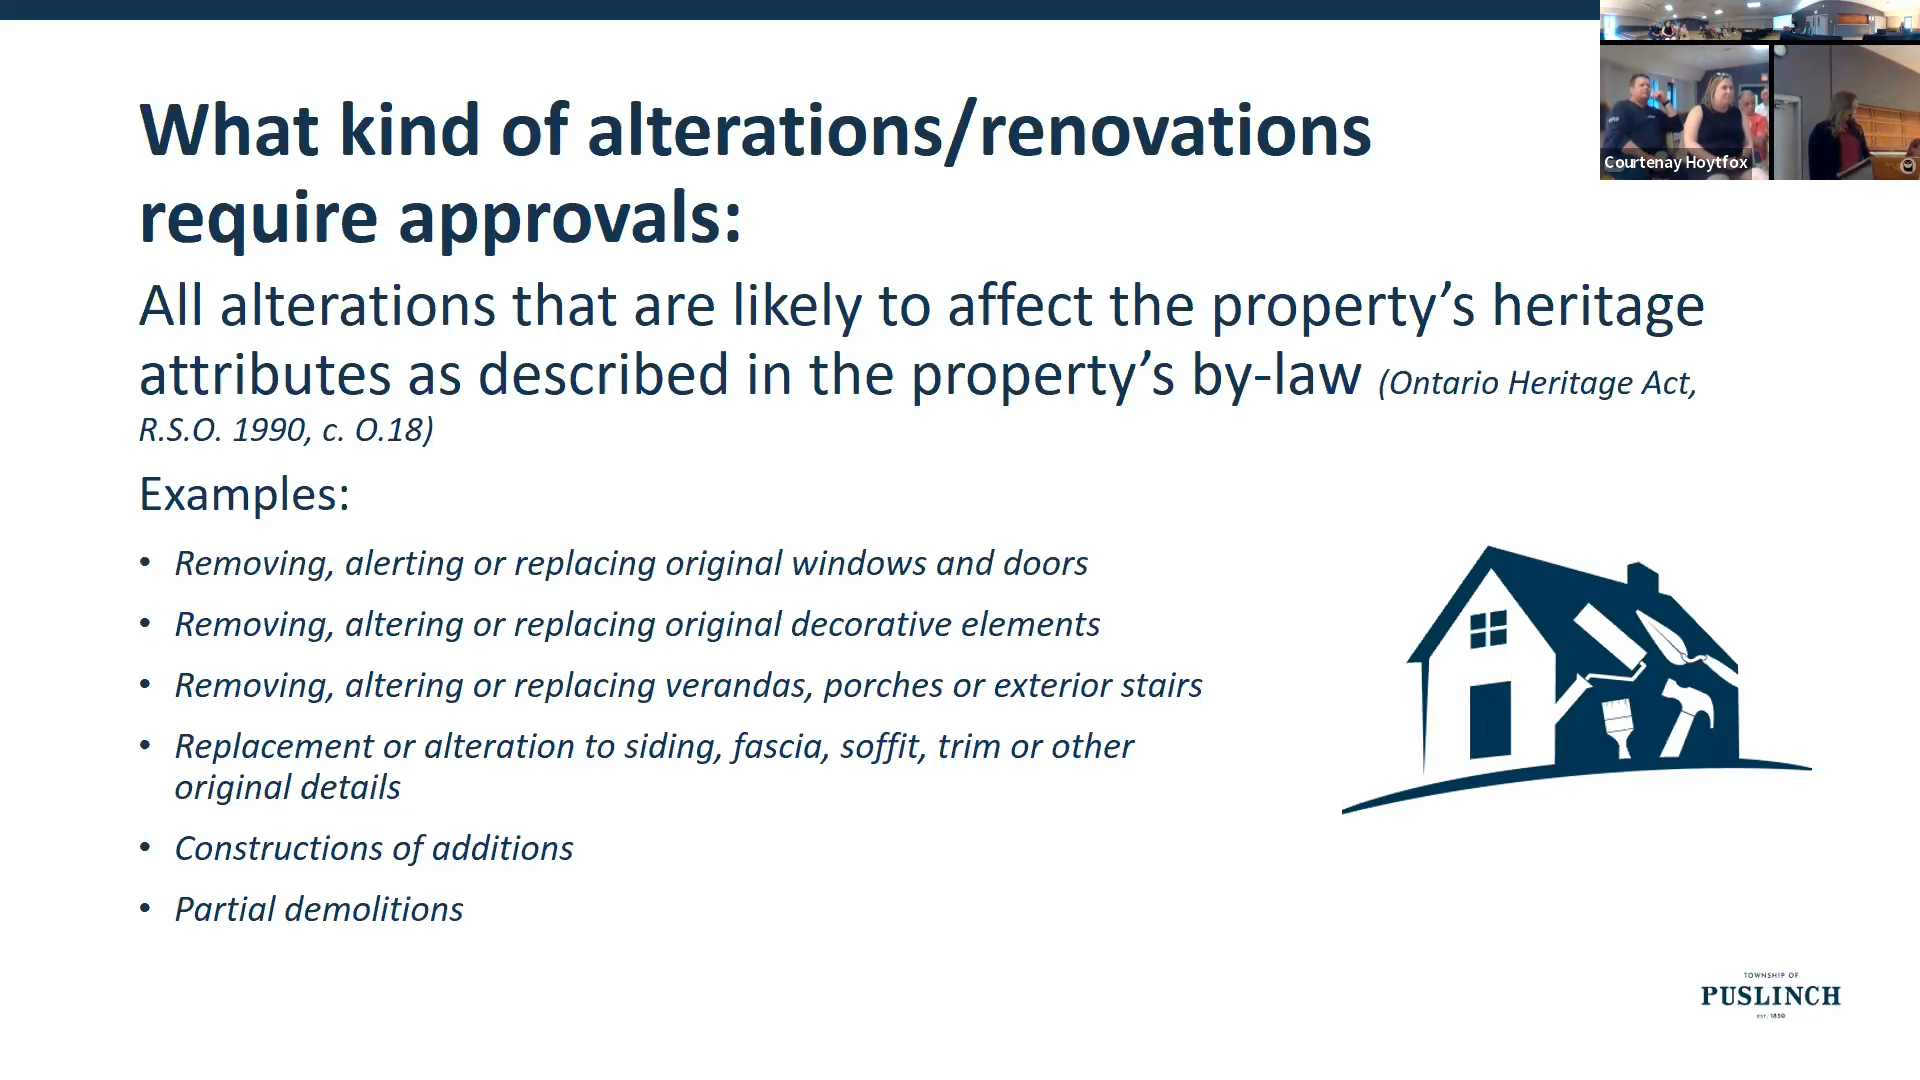 What kind of alterations/renovations
require approvals:
All alterations that are likely to affect the property’s heritage
attributes as described in the property’s by-law (Ontario Heritage Act,
R.S.O. 1990, c. O.18)
Examples:
• Removing, alerting or replacing original windows and doors
• Removing, altering or replacing original decorative elements
• Removing, altering or replacing verandas, porches or exterior stairs
• Replacement or alteration to siding, fascia, soffit, trim or other
original details
• Constructions of additions
• Partial demolitions
Courtenay Hoytfox
TOWNSHIP OF
PUSLINCH
EST. 1850